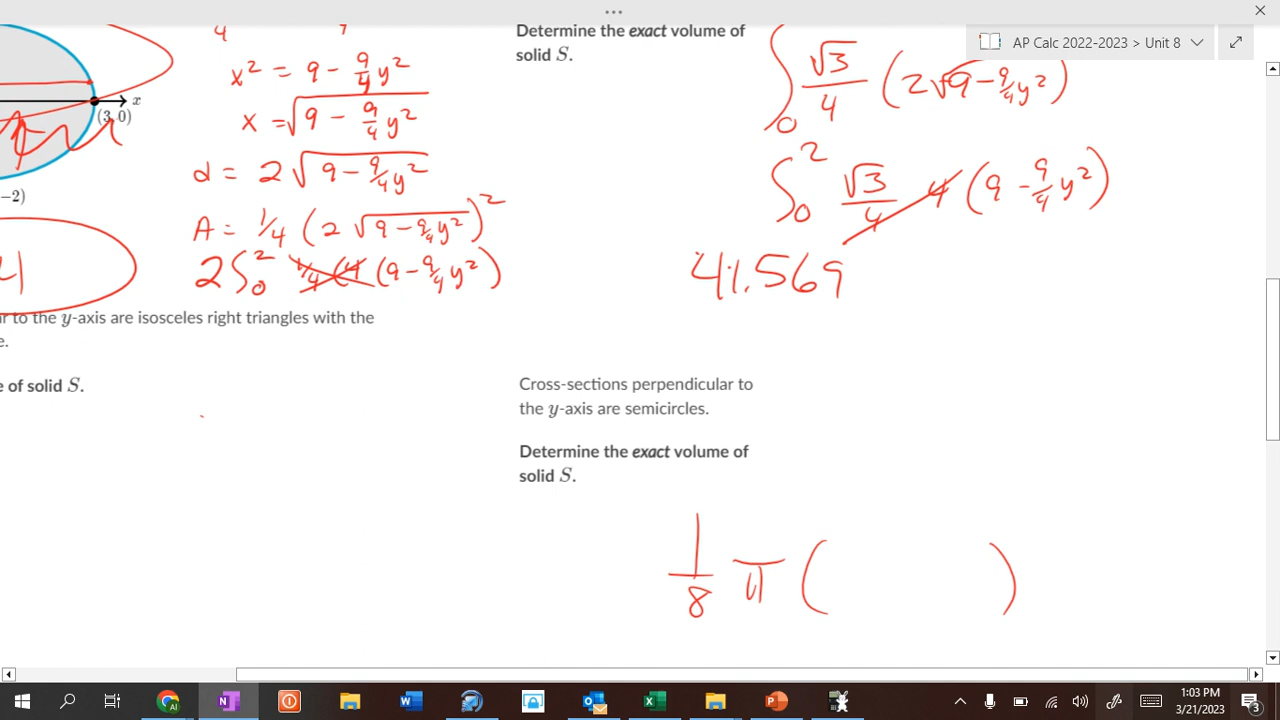 AP Calc 2022-2023 > Unit 8
4
x² = 9 - 9/4 y²
x = √(9 - 9/4 y²)
d = 2√(9 - 9/4 y²)
A = 1/4 (2√(9 - 9/4 y²))²
2∫₀² 1/4 (4) (9 - 9/4 y²)
x
(3, 0)
-2)
ar to the y-axis are isosceles right triangles with the
e.
e of solid S.
Determine the exact volume of
solid S.
∫₀ √3/4 (2√9 - 9/4 y²)
∫₀² √3/4 4 (9 - 9/4 y²)
41.569
Cross-sections perpendicular to
the y-axis are semicircles.
Determine the exact volume of
solid S.
1/8 π ( )
1:03 PM
3/21/2023
3